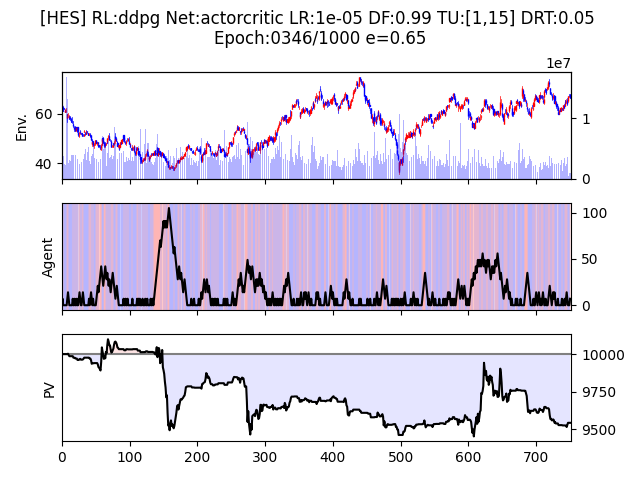 [HES] RL:ddpg Net:actorcritic LR:1e-05 DF:0.99 TU:[1,15] DRT:0.05
Epoch:0346/1000 e=0.65
1e7
Env.
60
40
1
0
Agent
100
50
0
PV
10000
9750
9500
0 100 200 300 400 500 600 700